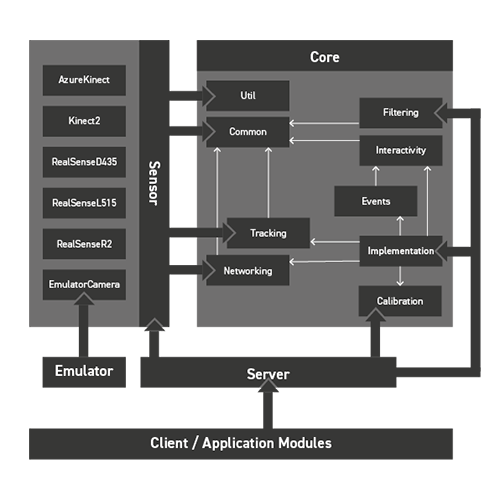 AzureKinect
Kinect2
RealSenseD435
RealSenseL515
RealSenseR2
EmulatorCamera
Sensor
Core
Util
Common
Filtering
Interactivity
Events
Tracking
Implementation
Networking
Calibration
Emulator
Server
Client / Application Modules